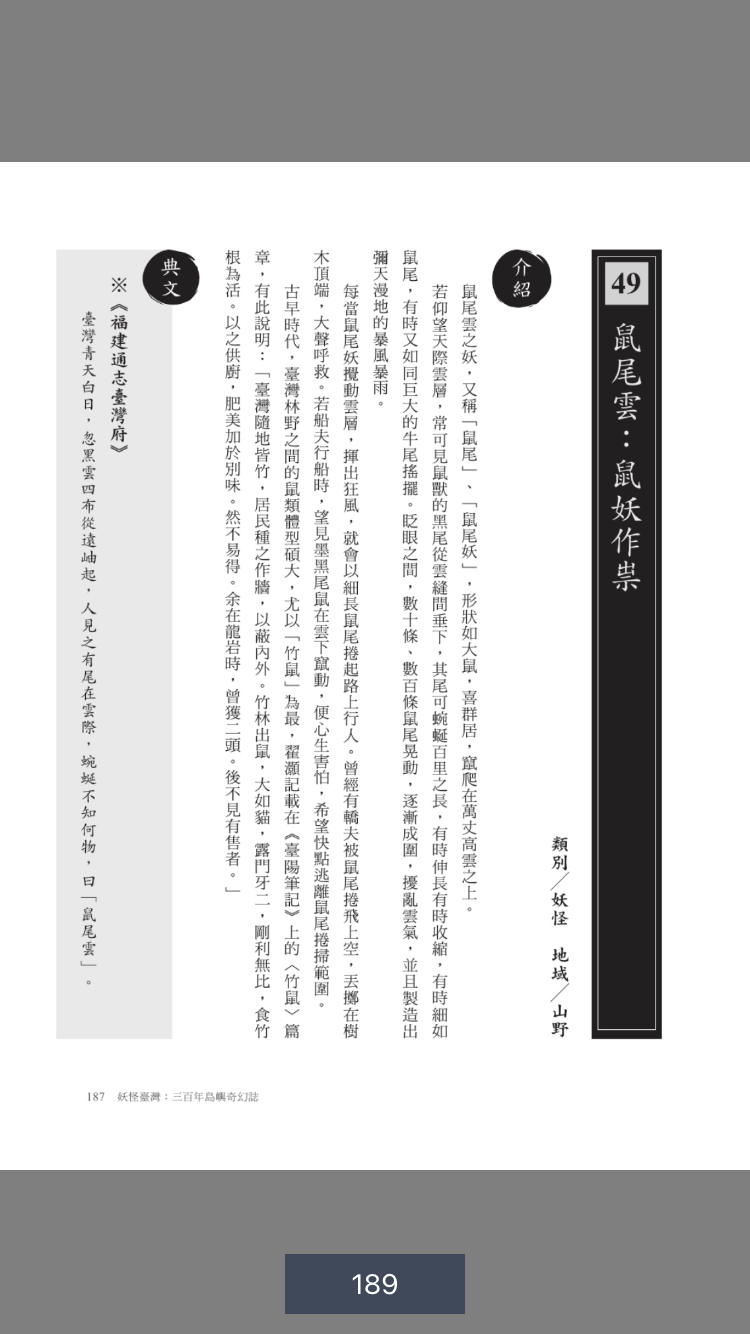 49
鼠尾雲：鼠妖作祟
類別／妖怪　地域／山野
介紹
鼠尾雲之妖，又稱「鼠尾」、「鼠尾妖」，形狀如大鼠，喜群居，竄爬在萬丈高雲之上。
若仰望天際雲層，常可見鼠獸的黑尾從雲縫間垂下，其尾可蜿蜒百里之長，有時伸長有時收縮，有時細如
鼠尾，有時又如同巨大的牛尾搖擺。眨眼之間，數十條、數百條鼠尾晃動，逐漸成圍，擾亂雲氣，並且製造出
彌天漫地的暴風暴雨。
每當鼠尾妖攪動雲層，揮出狂風，就會以細長鼠尾捲起路上行人。曾經有轎夫被鼠尾捲飛上空，丟擲在樹
木頂端，大聲呼救。若船夫行船時，望見墨黑尾鼠在雲下竄動，便心生害怕，希望快點逃離鼠尾捲掃範圍。
古早時代，臺灣林野之間的鼠類體型碩大，尤以「竹鼠」為最，翟灝記載在《臺陽筆記》上的〈竹鼠〉篇
章，有此說明：「臺灣隨地皆竹，居民種之作牆，以蔽內外。竹林出鼠，大如貓，露門牙二，剛利無比，食竹
根為活。以之供廚，肥美加於別味。然不易得。余在龍岩時，曾獲二頭。後不見有售者。」
典文
※《福建通志臺灣府》
臺灣青天白日，忽黑雲四布從遠岫起，人見之有尾在雲際，蜿蜒不知何物，曰「鼠尾雲」。
187　妖怪臺灣：三百年島嶼奇幻誌
189